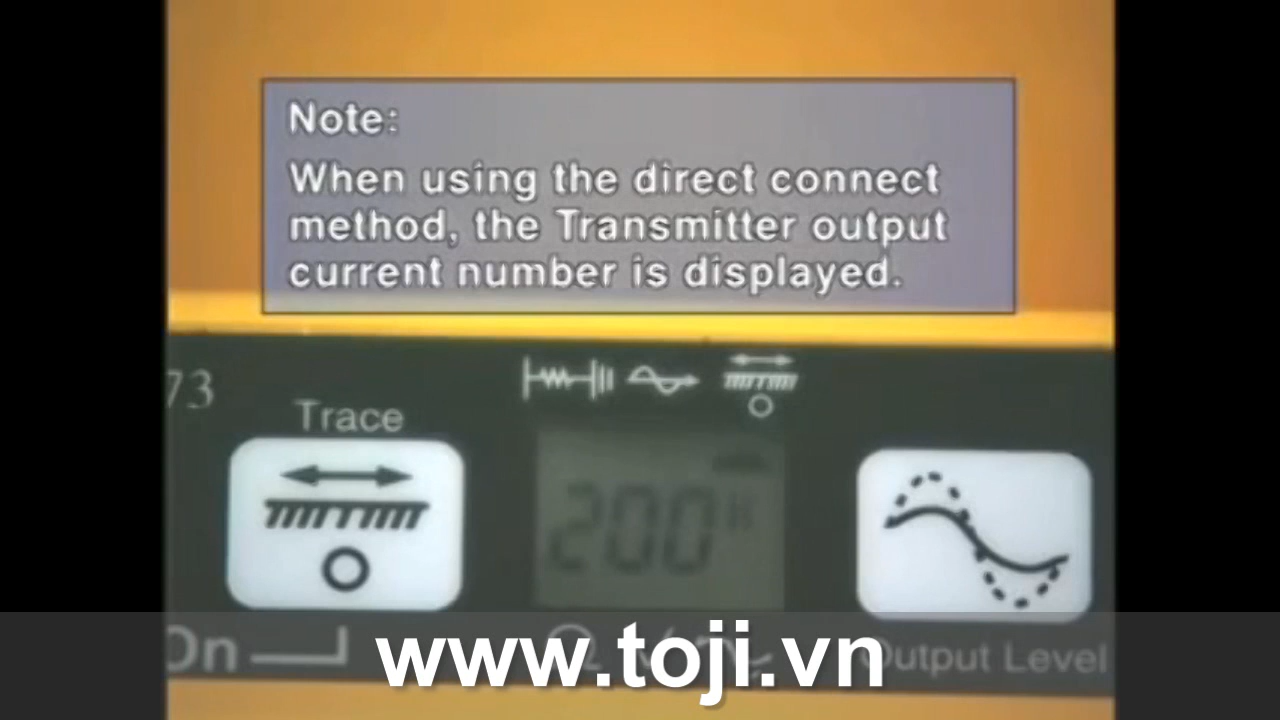 Note:
When using the direct connect
method, the Transmitter output
current number is displayed.
73
Trace
200
On
Output Level
www.toji.vn